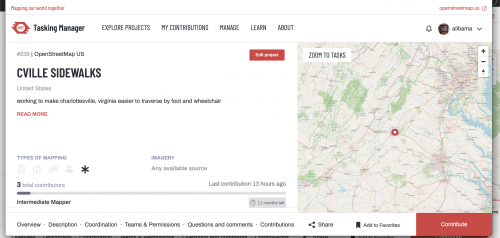 Mapping our world together
openstreetmap.us
Tasking Manager
EXPLORE PROJECTS MY CONTRIBUTIONS MANAGE LEARN ABOUT
alibama
#239 | OpenStreetMap US
Edit project
CVILLE SIDEWALKS
United States
working to make charlottesville, virginia easier to traverse by foot and wheelchair
READ MORE
ZOOM TO TASKS
+
−
TYPES OF MAPPING
IMAGERY
Any available source
3 total contributors
Last contribution 13 hours ago
Intermediate Mapper
11 months left
Overview · Description · Coordination · Teams & Permissions · Questions and comments · Contributions
Share
Add to Favorites
Contribute